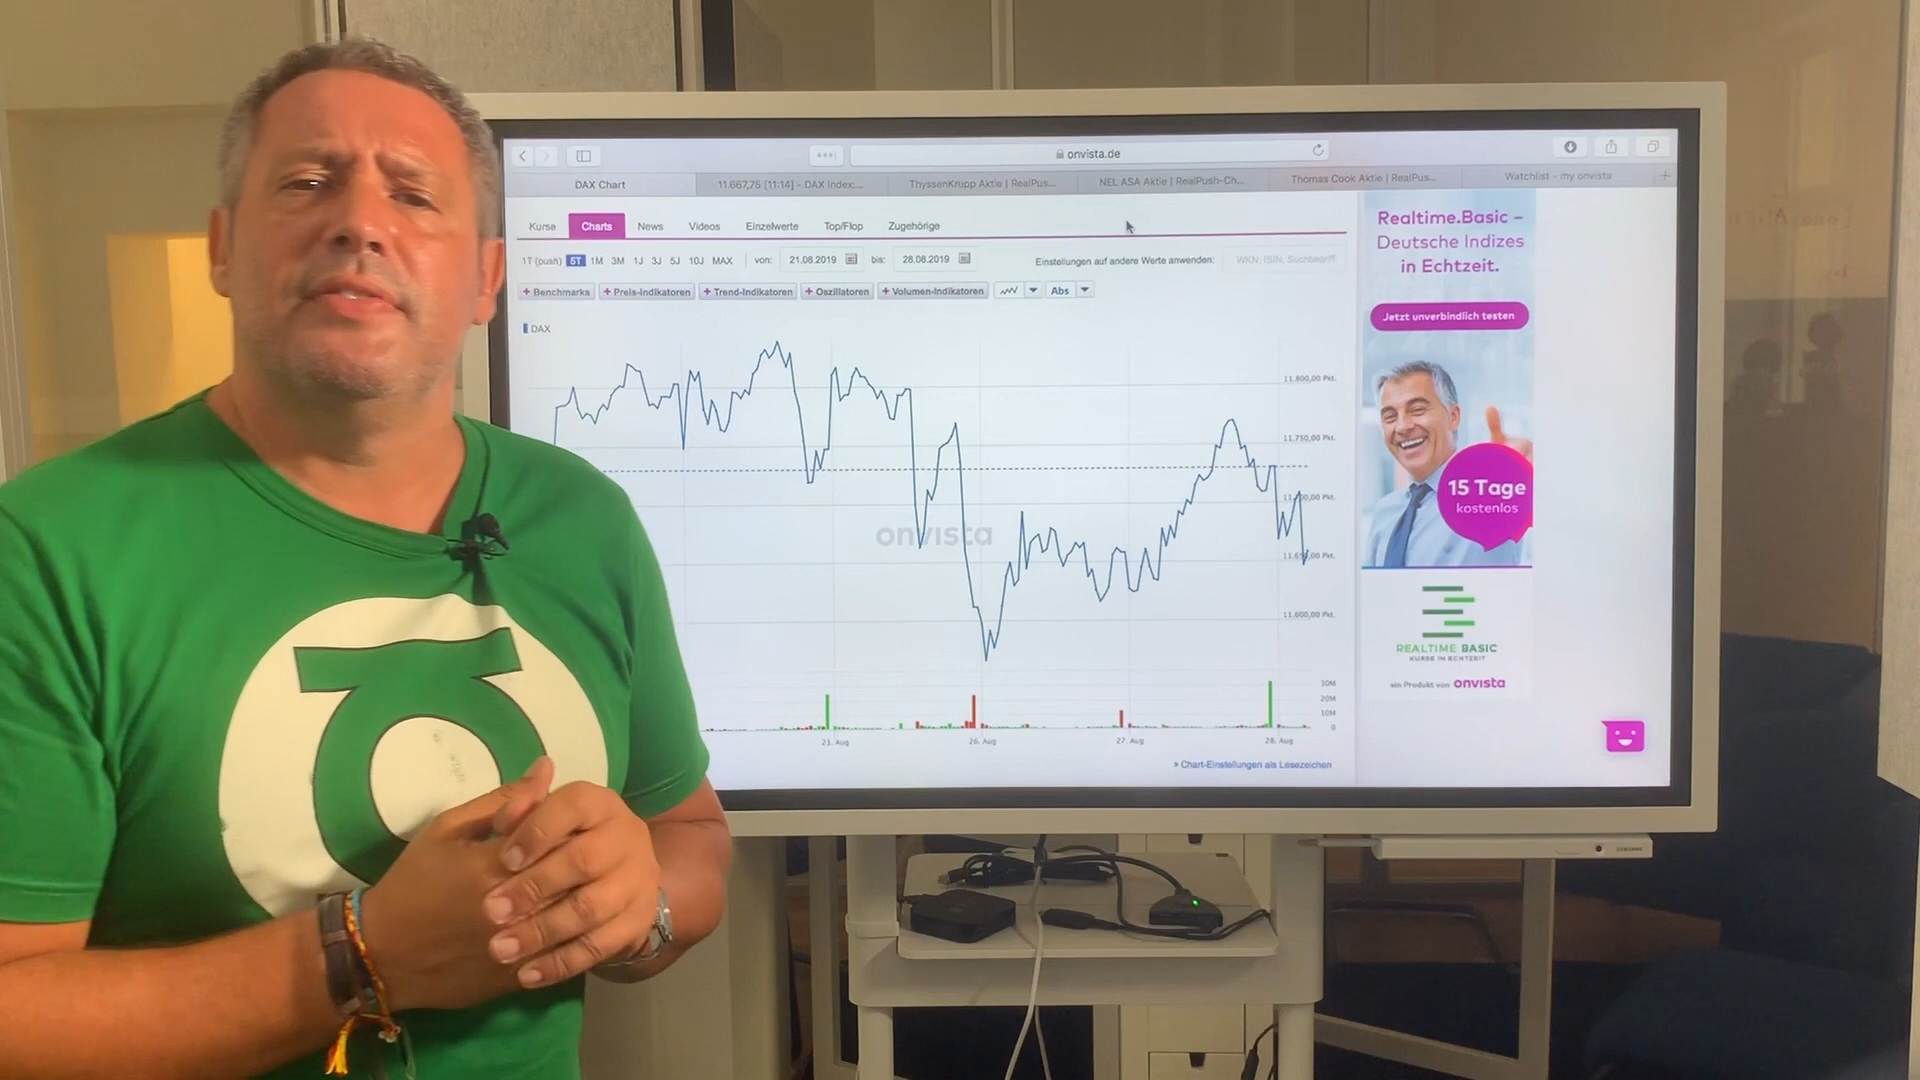 onvista.de
DAX Chart
11.667,75 [11:14] - DAX Index:...
ThyssenKrupp Aktie | RealPus...
NEL ASA Aktie | RealPush-Ch...
Thomas Cook Aktie | RealPus...
Watchlist - my onvista
Kurse
Charts
News
Videos
Einzelwerte
Top/Flop
Zugehörige
1T (push) 5T 1M 3M 1J 3J 5J 10J MAX
von: 21.08.2019
bis: 28.08.2019
Einstellungen auf andere Werte anwenden:
WKN, ISIN, Suchbegriff
+ Benchmarks
+ Preis-Indikatoren
+ Trend-Indikatoren
+ Oszillatoren
+ Volumen-Indikatoren
Abs
DAX
11.800,00 Pkt.
11.750,00 Pkt.
11.600,00 Pkt.
onvista
30M
20M
10M
0
23. Aug
26. Aug
27. Aug
28. Aug
» Chart-Einstellungen als Lesezeichen
Realtime.Basic –
Deutsche Indizes
in Echtzeit.
Jetzt unverbindlich testen
15 Tage
kostenlos
REALTIME BASIC
KURSE IN ECHTZEIT
ein Produkt von onvista
SAMSUNG